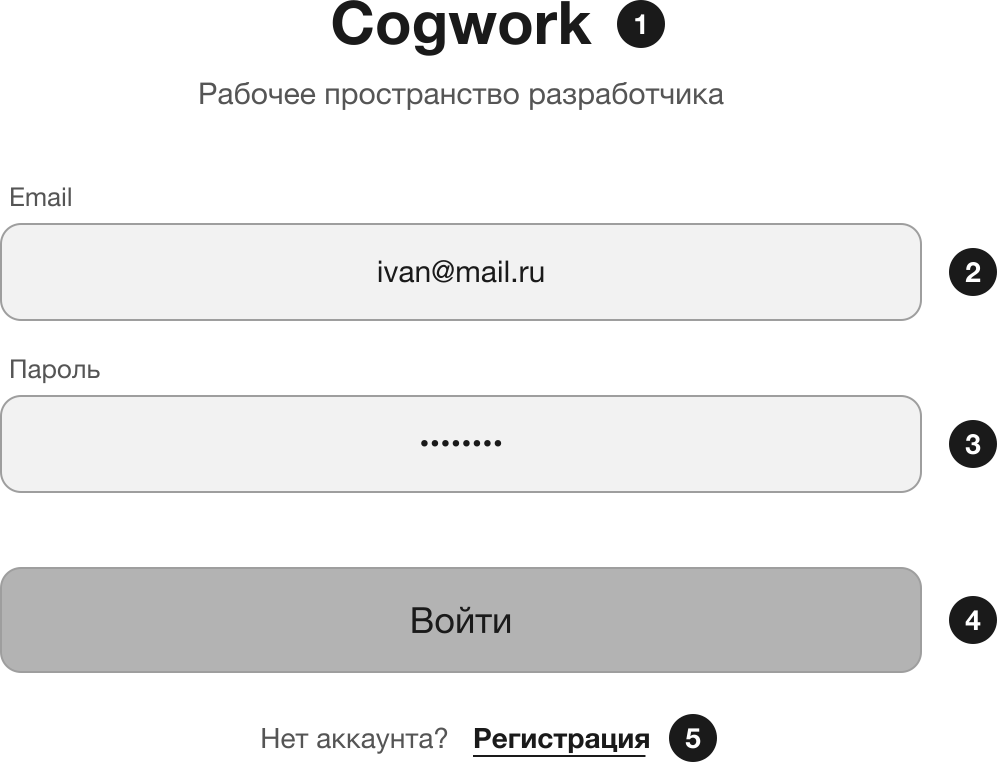 Cogwork 1
Рабочее пространство разработчика
Email
ivan@mail.ru 2
Пароль
•••••••• 3
Войти 4
Нет аккаунта? Регистрация 5